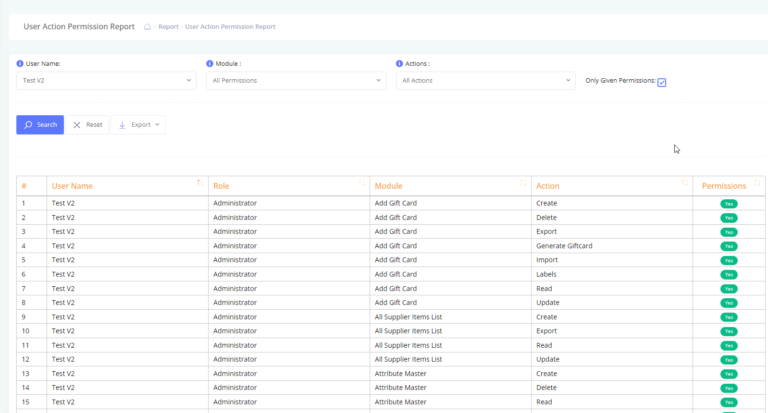 User Action Permission Report - Report - User Action Permission Report
User Name: Module : Actions :
Test V2 All Permissions All Actions Only Given Permissions:
Search Reset Export
# User Name Role Module Action Permissions
1 Test V2 Administrator Add Gift Card Create Yes
2 Test V2 Administrator Add Gift Card Delete Yes
3 Test V2 Administrator Add Gift Card Export Yes
4 Test V2 Administrator Add Gift Card Generate Giftcard Yes
5 Test V2 Administrator Add Gift Card Import Yes
6 Test V2 Administrator Add Gift Card Labels Yes
7 Test V2 Administrator Add Gift Card Read Yes
8 Test V2 Administrator Add Gift Card Update Yes
9 Test V2 Administrator All Supplier Items List Create Yes
10 Test V2 Administrator All Supplier Items List Export Yes
11 Test V2 Administrator All Supplier Items List Read Yes
12 Test V2 Administrator All Supplier Items List Update Yes
13 Test V2 Administrator Attribute Master Create Yes
14 Test V2 Administrator Attribute Master Delete Yes
15 Test V2 Administrator Attribute Master Read Yes